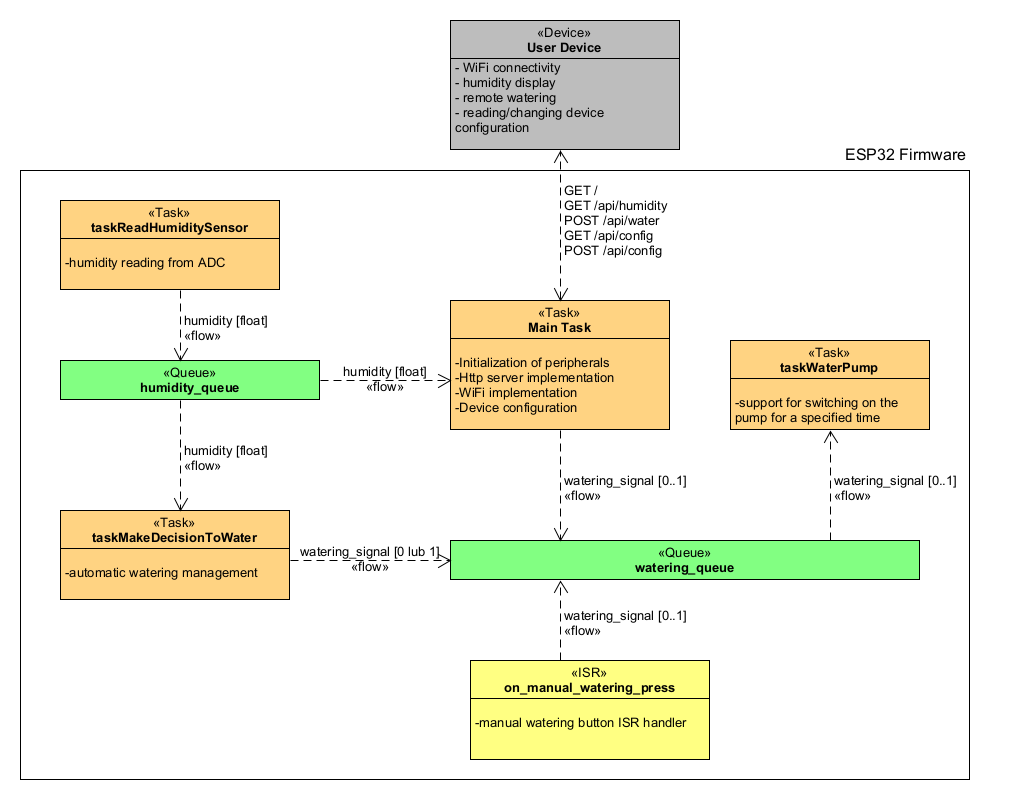 «Device»
User Device
- WiFi connectivity
- humidity display
- remote watering
- reading/changing device
configuration
ESP32 Firmware
GET /
GET /api/humidity
POST /api/water
GET /api/config
POST /api/config
«Task»
taskReadHumiditySensor
-humidity reading from ADC
humidity [float]
«flow»
«Queue»
humidity_queue
humidity [float]
«flow»
«Task»
Main Task
-Initialization of peripherals
-Http server implementation
-WiFi implementation
-Device configuration
«Task»
taskWaterPump
-support for switching on the
pump for a specified time
humidity [float]
«flow»
watering_signal [0..1]
«flow»
watering_signal [0..1]
«flow»
«Task»
taskMakeDecisionToWater
-automatic watering management
watering_signal [0 lub 1]
«flow»
«Queue»
watering_queue
watering_signal [0..1]
«flow»
«ISR»
on_manual_watering_press
-manual watering button ISR handler